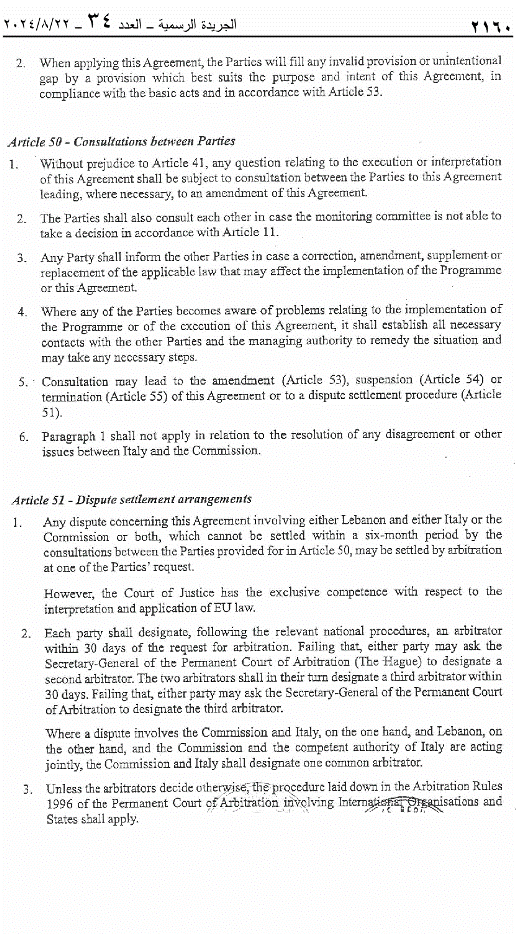 ٢١٦٠ الجريدة الرسمية ــ العدد ٣٤ ــ ٢٠٢٤/٨/٢٢
2. When applying this Agreement, the Parties will fill any invalid provision or unintentional
gap by a provision which best suits the purpose and intent of this Agreement, in
compliance with the basic acts and in accordance with Article 53.
Article 50 - Consultations between Parties
1. Without prejudice to Article 41, any question relating to the execution or interpretation
of this Agreement shall be subject to consultation between the Parties to this Agreement
leading, where necessary, to an amendment of this Agreement.
2. The Parties shall also consult each other in case the monitoring committee is not able to
take a decision in accordance with Article 11.
3. Any Party shall inform the other Parties in case a correction, amendment, supplement or
replacement of the applicable law that may affect the implementation of the Programme
or this Agreement.
4. Where any of the Parties becomes aware of problems relating to the implementation of
the Programme or of the execution of this Agreement, it shall establish all necessary
contacts with the other Parties and the managing authority to remedy the situation and
may take any necessary steps.
5. Consultation may lead to the amendment (Article 53), suspension (Article 54) or
termination (Article 55) of this Agreement or to a dispute settlement procedure (Article
51).
6. Paragraph 1 shall not apply in relation to the resolution of any disagreement or other
issues between Italy and the Commission.
Article 51 - Dispute settlement arrangements
1. Any dispute concerning this Agreement involving either Lebanon and either Italy or the
Commission or both, which cannot be settled within a six-month period by the
consultations between the Parties provided for in Article 50, may be settled by arbitration
at one of the Parties' request.
However, the Court of Justice has the exclusive competence with respect to the
interpretation and application of EU law.
2. Each party shall designate, following the relevant national procedures, an arbitrator
within 30 days of the request for arbitration. Failing that, either party may ask the
Secretary-General of the Permanent Court of Arbitration (The Hague) to designate a
second arbitrator. The two arbitrators shall in their turn designate a third arbitrator within
30 days. Failing that, either party may ask the Secretary-General of the Permanent Court
of Arbitration to designate the third arbitrator.
Where a dispute involves the Commission and Italy, on the one hand, and Lebanon, on
the other hand, and the Commission and the competent authority of Italy are acting
jointly, the Commission and Italy shall designate one common arbitrator.
3. Unless the arbitrators decide otherwise, the procedure laid down in the Arbitration Rules
1996 of the Permanent Court of Arbitration involving International Organisations and
States shall apply.